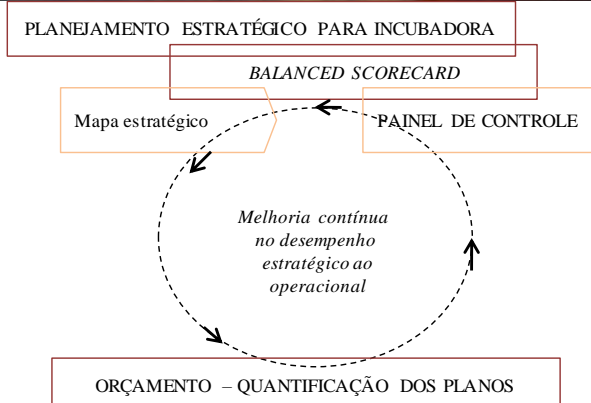 PLANEJAMENTO ESTRATÉGICO PARA INCUBADORA
BALANCED SCORECARD
Mapa estratégico
PAINEL DE CONTROLE
Melhoria contínua
no desempenho
estratégico ao
operacional
ORÇAMENTO – QUANTIFICAÇÃO DOS PLANOS